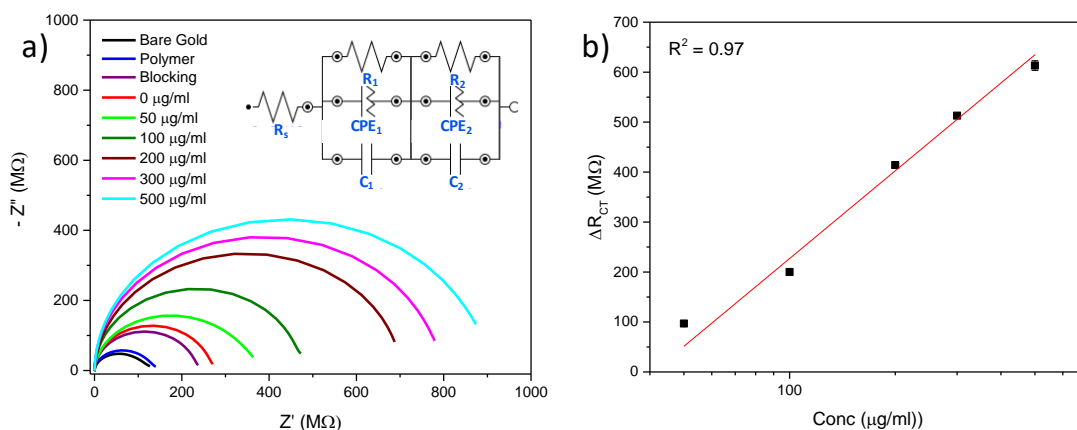 a)
1000
800
600
400
200
0
- Z'' (MΩ)
0
200
400
600
800
1000
Z' (MΩ)
Bare Gold
Polymer
Blocking
0 μg/ml
50 μg/ml
100 μg/ml
200 μg/ml
300 μg/ml
500 μg/ml
Rs
R1
R2
CPE1
CPE2
C1
C2
b)
R² = 0.97
700
600
500
400
300
200
100
0
ΔRCT (MΩ)
100
Conc (μg/ml))